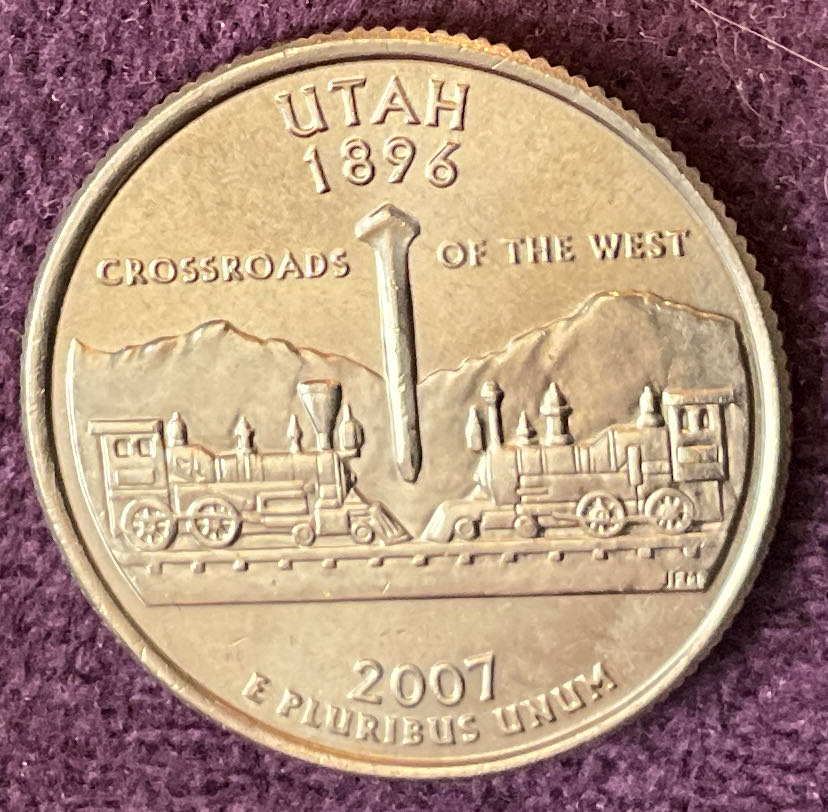 UTAH
1896
CROSSROADS OF THE WEST
JFM
2007
E PLURIBUS UNUM